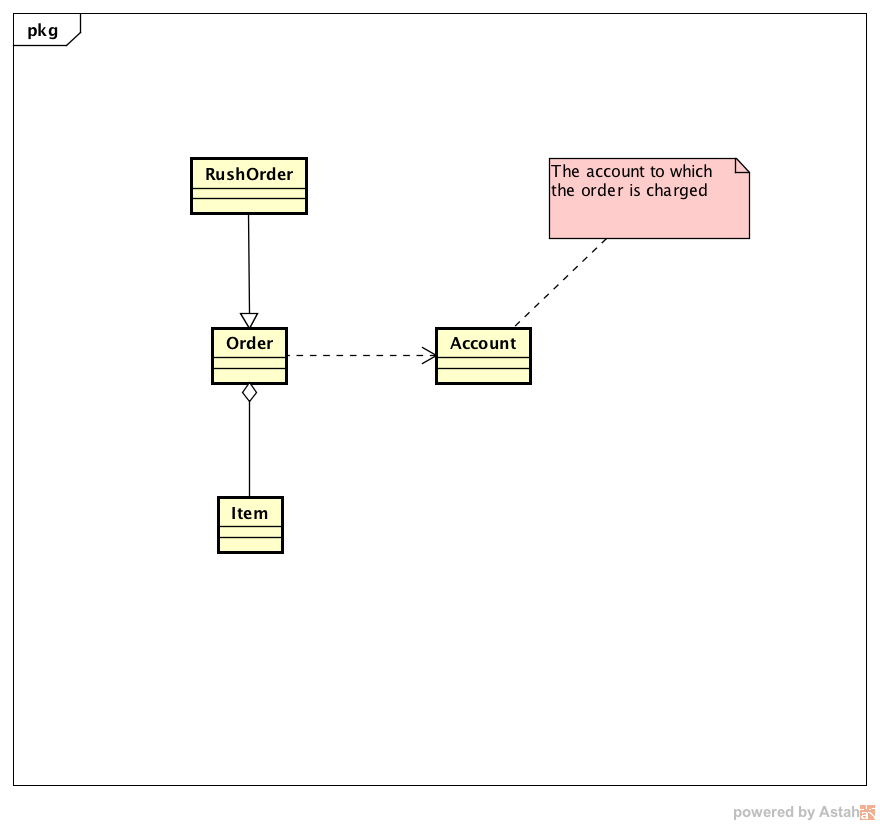 pkg
RushOrder
The account to which
the order is charged
Order
Account
Item
powered by Astah